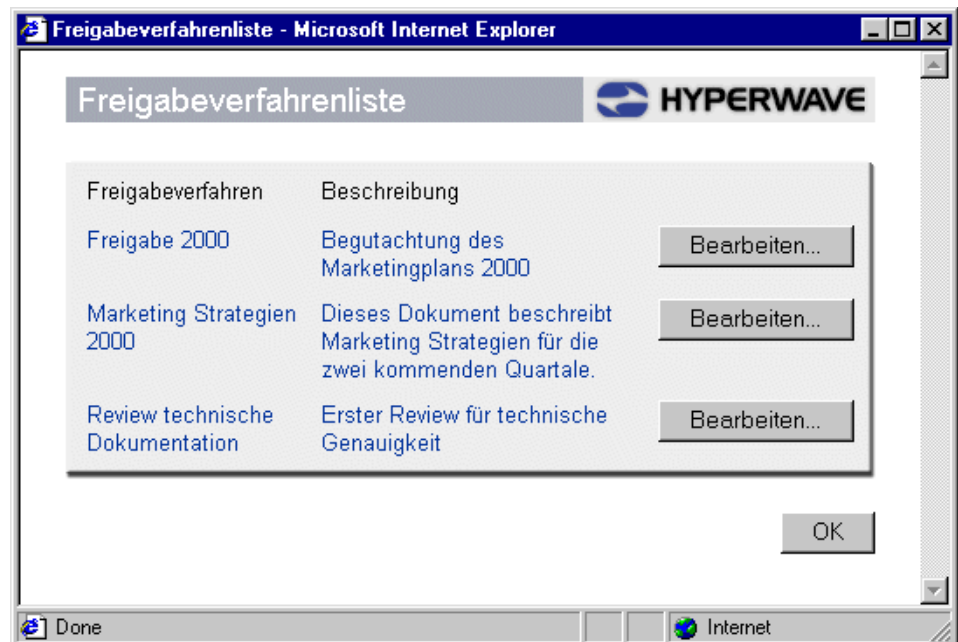 Freigabeverfahrenliste - Microsoft Internet Explorer
Freigabeverfahrenliste HYPERWAVE
Freigabeverfahren Beschreibung
Freigabe 2000
Begutachtung des
Marketingplans 2000
Bearbeiten...
Marketing Strategien
2000
Dieses Dokument beschreibt
Marketing Strategien für die
zwei kommenden Quartale.
Bearbeiten...
Review technische
Dokumentation
Erster Review für technische
Genauigkeit
Bearbeiten...
OK
Done
Internet